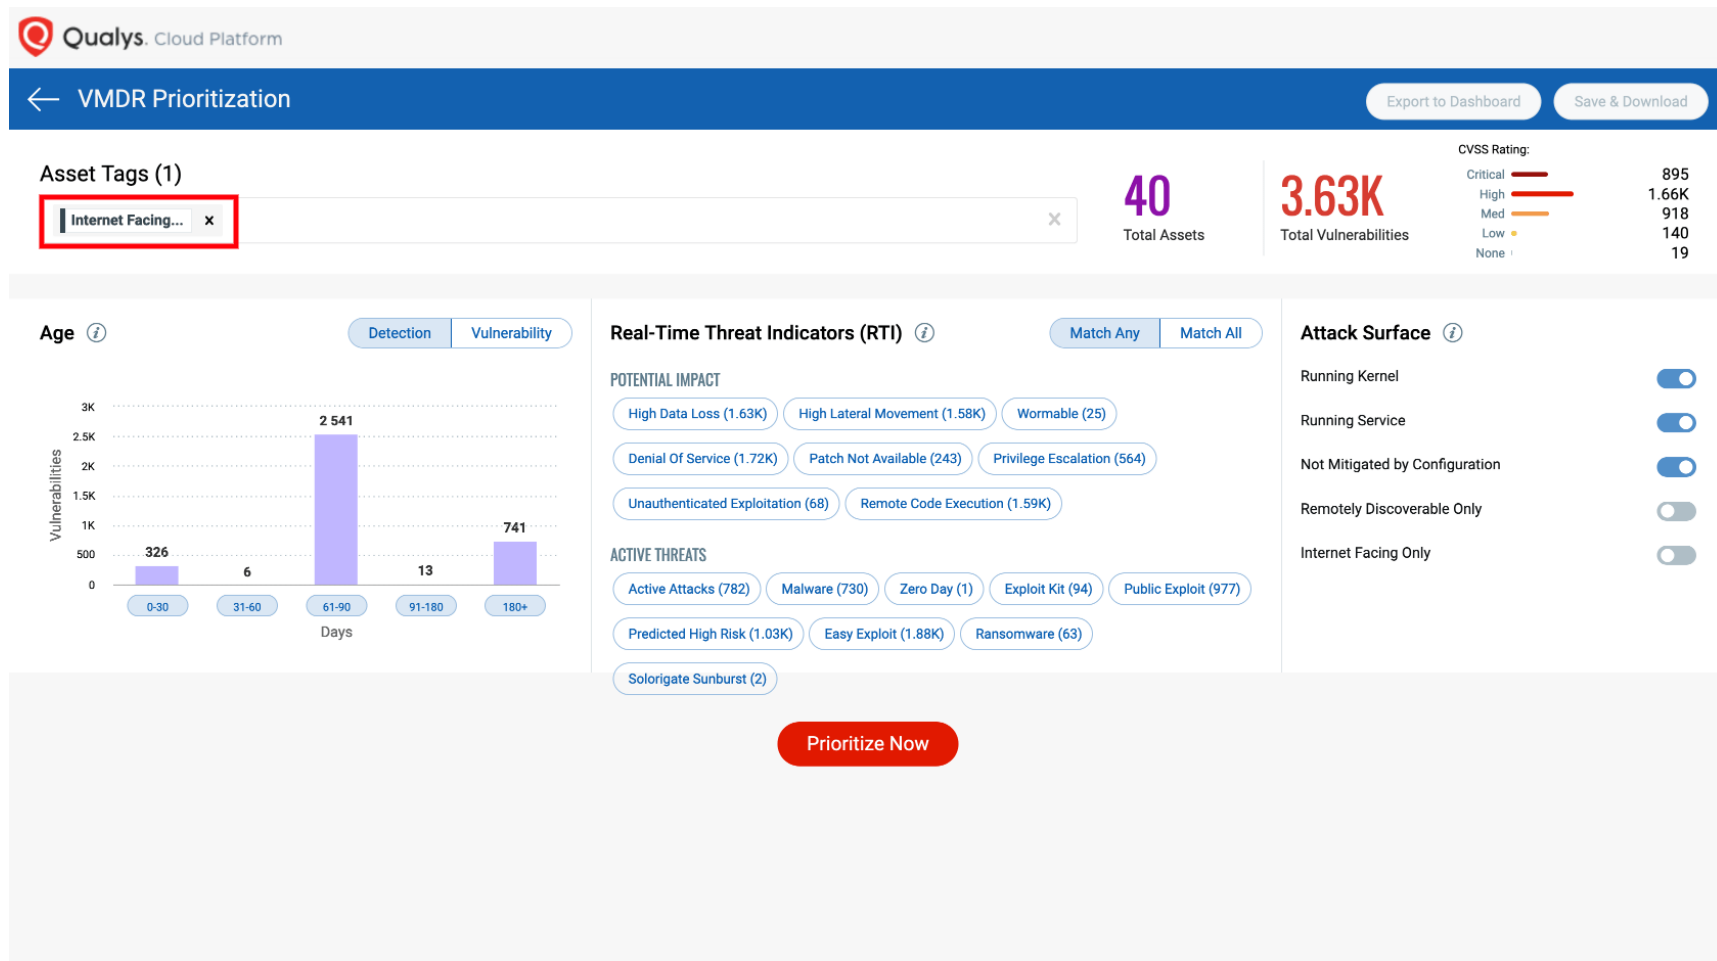 Qualys. Cloud Platform
VMDR Prioritization
Export to Dashboard
Save & Download
Asset Tags (1)
Internet Facing...
40
Total Assets
3.63K
Total Vulnerabilities
CVSS Rating:
Critical 895
High 1.66K
Med 918
Low 140
None 19
Age
Detection Vulnerability
Vulnerabilities
3K
2.5K
2K
1.5K
1K
500
0
326
6
2 541
13
741
0-30 31-60 61-90 91-180 180+
Days
Real-Time Threat Indicators (RTI)
Match Any Match All
POTENTIAL IMPACT
High Data Loss (1.63K) High Lateral Movement (1.58K) Wormable (25)
Denial Of Service (1.72K) Patch Not Available (243) Privilege Escalation (564)
Unauthenticated Exploitation (68) Remote Code Execution (1.59K)
ACTIVE THREATS
Active Attacks (782) Malware (730) Zero Day (1) Exploit Kit (94) Public Exploit (977)
Predicted High Risk (1.03K) Easy Exploit (1.88K) Ransomware (63)
Solorigate Sunburst (2)
Attack Surface
Running Kernel
Running Service
Not Mitigated by Configuration
Remotely Discoverable Only
Internet Facing Only
Prioritize Now